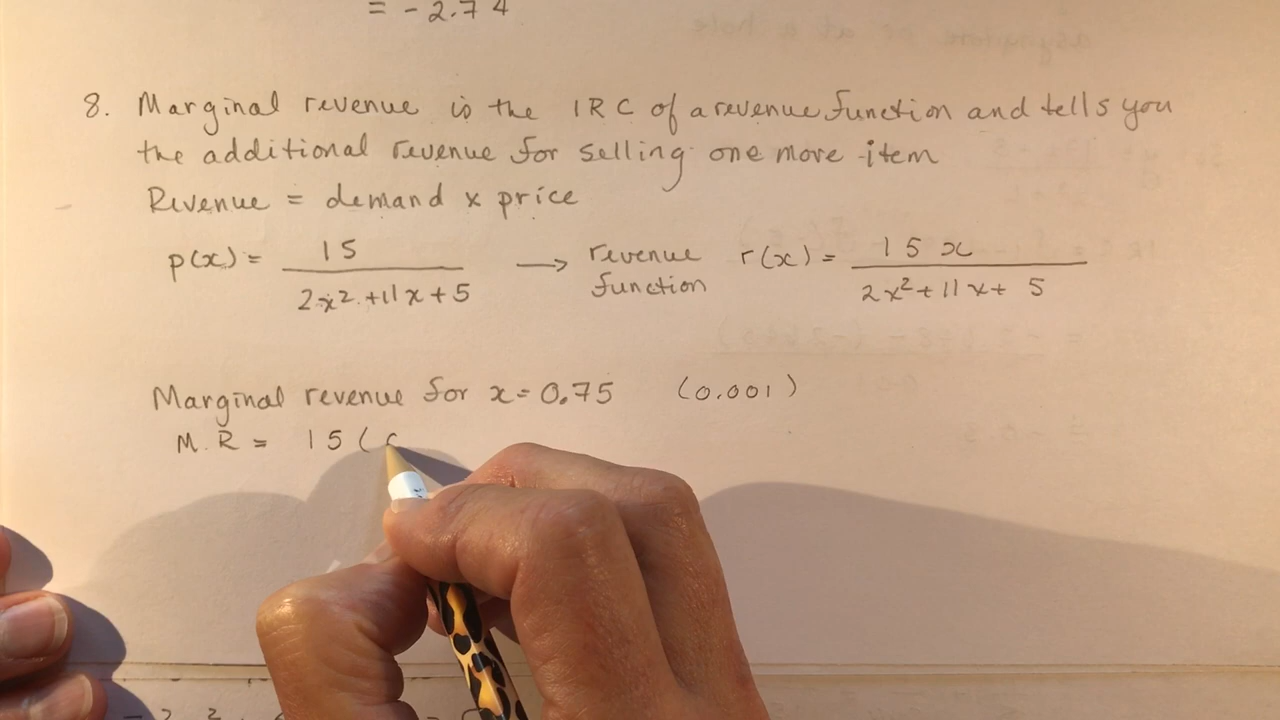 = - 2.74
8. Marginal revenue is the IRC of a revenue function and tells you
the additional revenue for selling one more item
Revenue = demand x price
p(x) = 15 / 2x² + 11x + 5 → revenue function r(x) = 15x / 2x² + 11x + 5
Marginal revenue for x = 0.75 (0.001)
M.R = 15 (